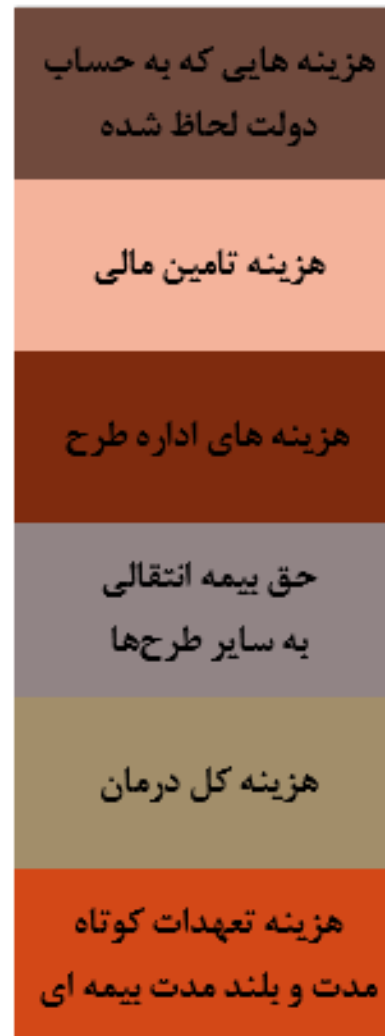 هزینه هایی که به حساب
دولت لحاظ شده
هزینه تامین مالی
هزینه های اداره طرح
حق بیمه انتقالی
به سایر طرح‌ها
هزینه کل درمان
هزینه تعهدات کوتاه
مدت و بلند مدت بیمه ای